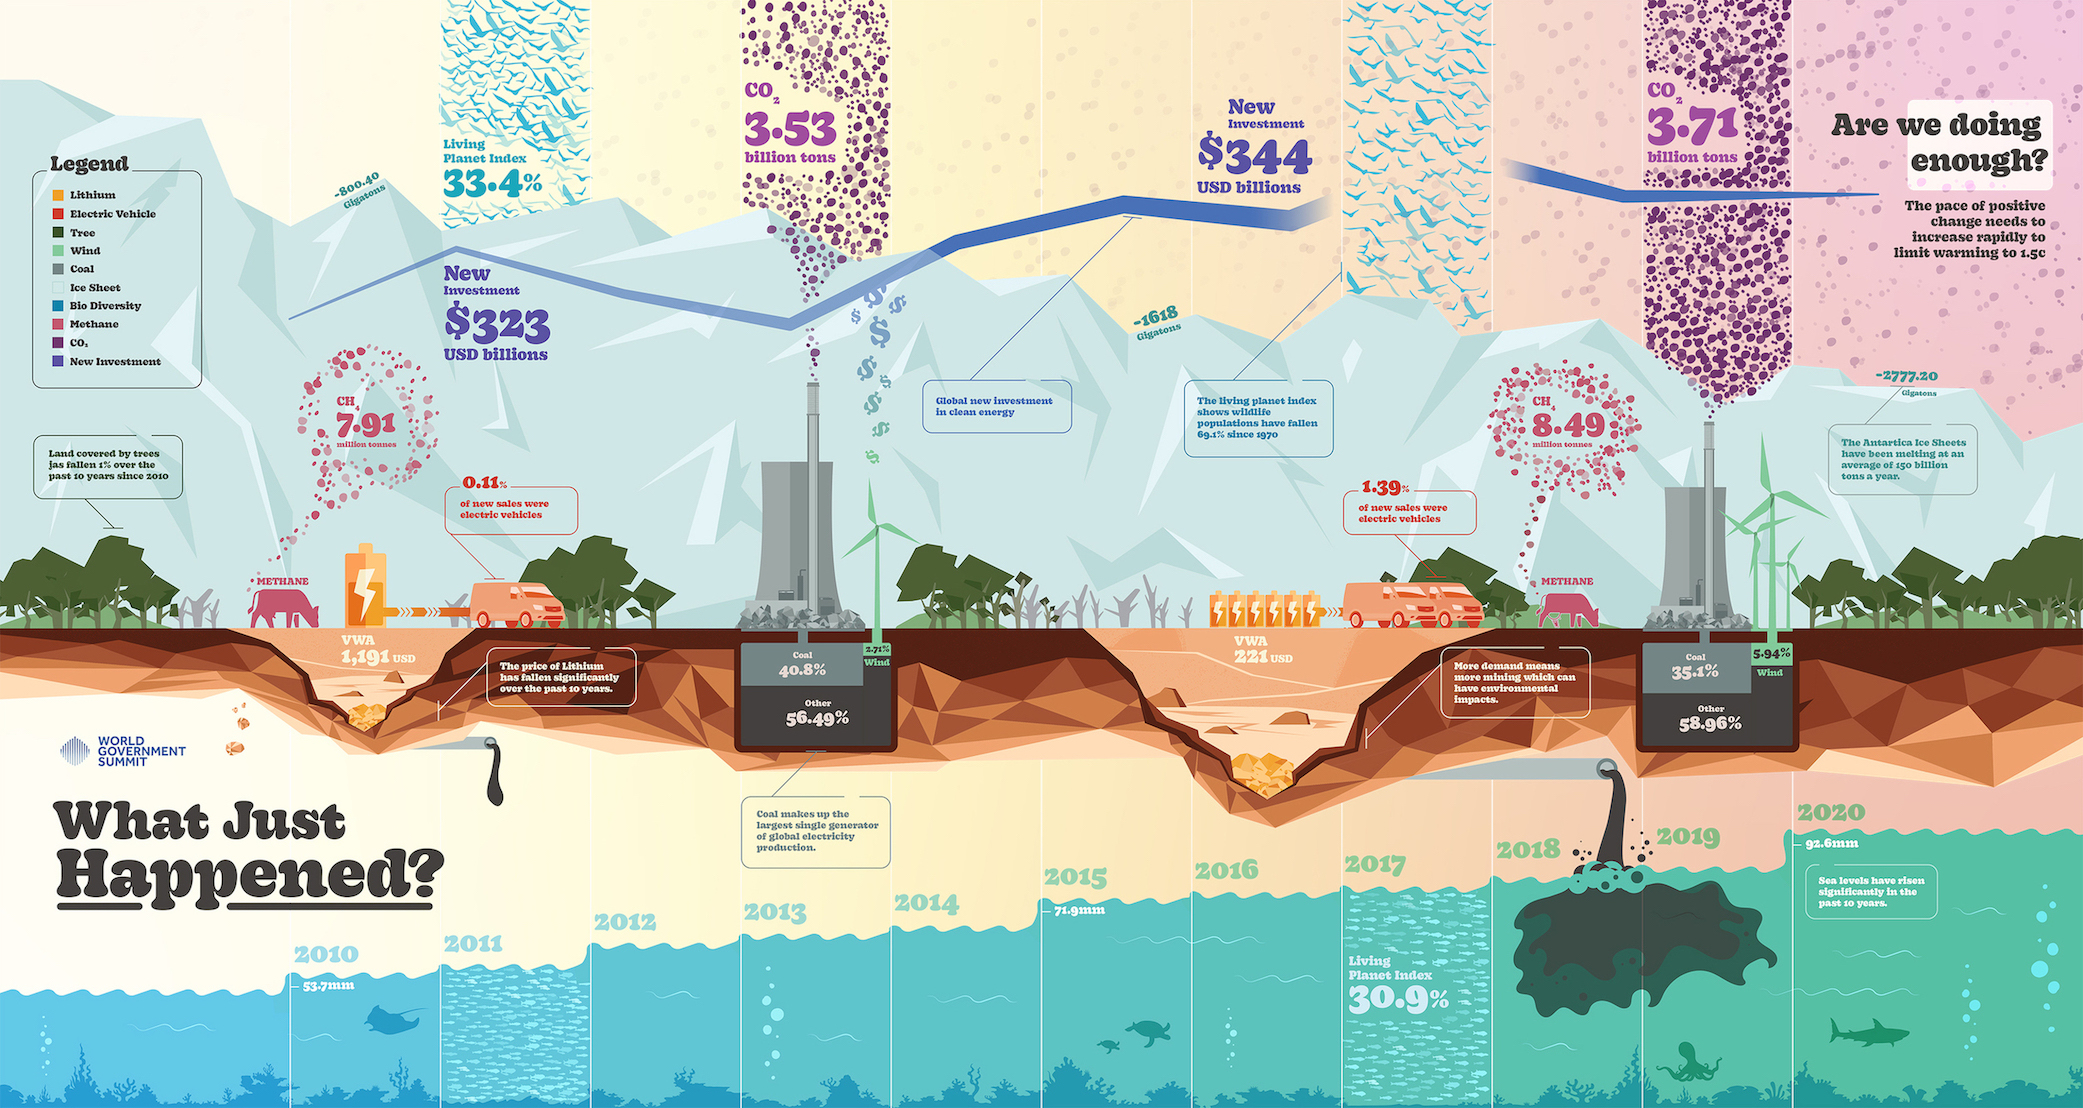 Legend
Lithium
Electric Vehicle
Tree
Wind
Coal
Ice Sheet
Bio Diversity
Methane
CO₂
New Investment
Land covered by trees
jas fallen 1% over the
past 10 years since 2010
-800.40
Gigatons
CH₄
7.91
million tonnes
METHANE
VWA
1,191 USD
Living
Planet Index
33.4%
New
Investment
$323
USD billions
0.11%
of new sales were
electric vehicles
The price of Lithium
has fallen significantly
over the past 10 years.
CO₂
3.53
billion tons
$
$
$
$
$
$
$
$
$
Coal
40.8%
2.71%
Wind
Other
56.49%
Coal makes up the
largest single generator
of global electricity
production.
Global new investment
in clean energy
-1618
Gigatons
New
Investment
$344
USD billions
The living planet index
shows wildlife
populations have fallen
69.1% since 1970
VWA
221 USD
1.39%
of new sales were
electric vehicles
More demand means
more mining which can
have environmental
impacts.
CH₄
8.49
million tonnes
METHANE
CO₂
3.71
billion tons
Coal
35.1%
5.94%
Wind
Other
58.96%
Are we doing
enough?
The pace of positive
change needs to
increase rapidly to
limit warming to 1.5c
-2777.20
Gigatons
The Antartica Ice Sheets
have been melting at an
average of 150 billion
tons a year.
WORLD
GOVERNMENT
SUMMIT
What Just
Happened?
2010
53.7mm
2011
2012
2013
2014
2015
71.9mm
2016
2017
Living
Planet Index
30.9%
2018
2019
2020
92.6mm
Sea levels have risen
significantly in the
past 10 years.